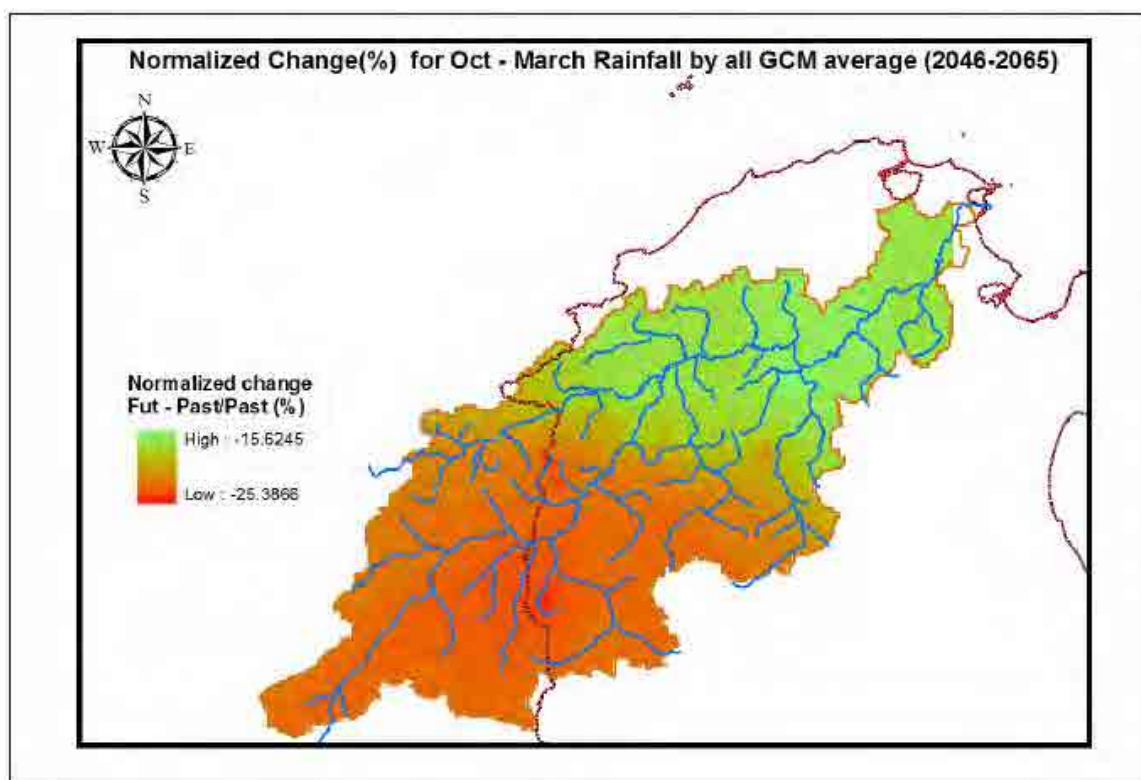 Normalized Change(%) for Oct - March Rainfall by all GCM average (2046-2065)
N
W E
S
Normalized change
Fut - Past/Past (%)
High : -15.6245
Low : -25.3866